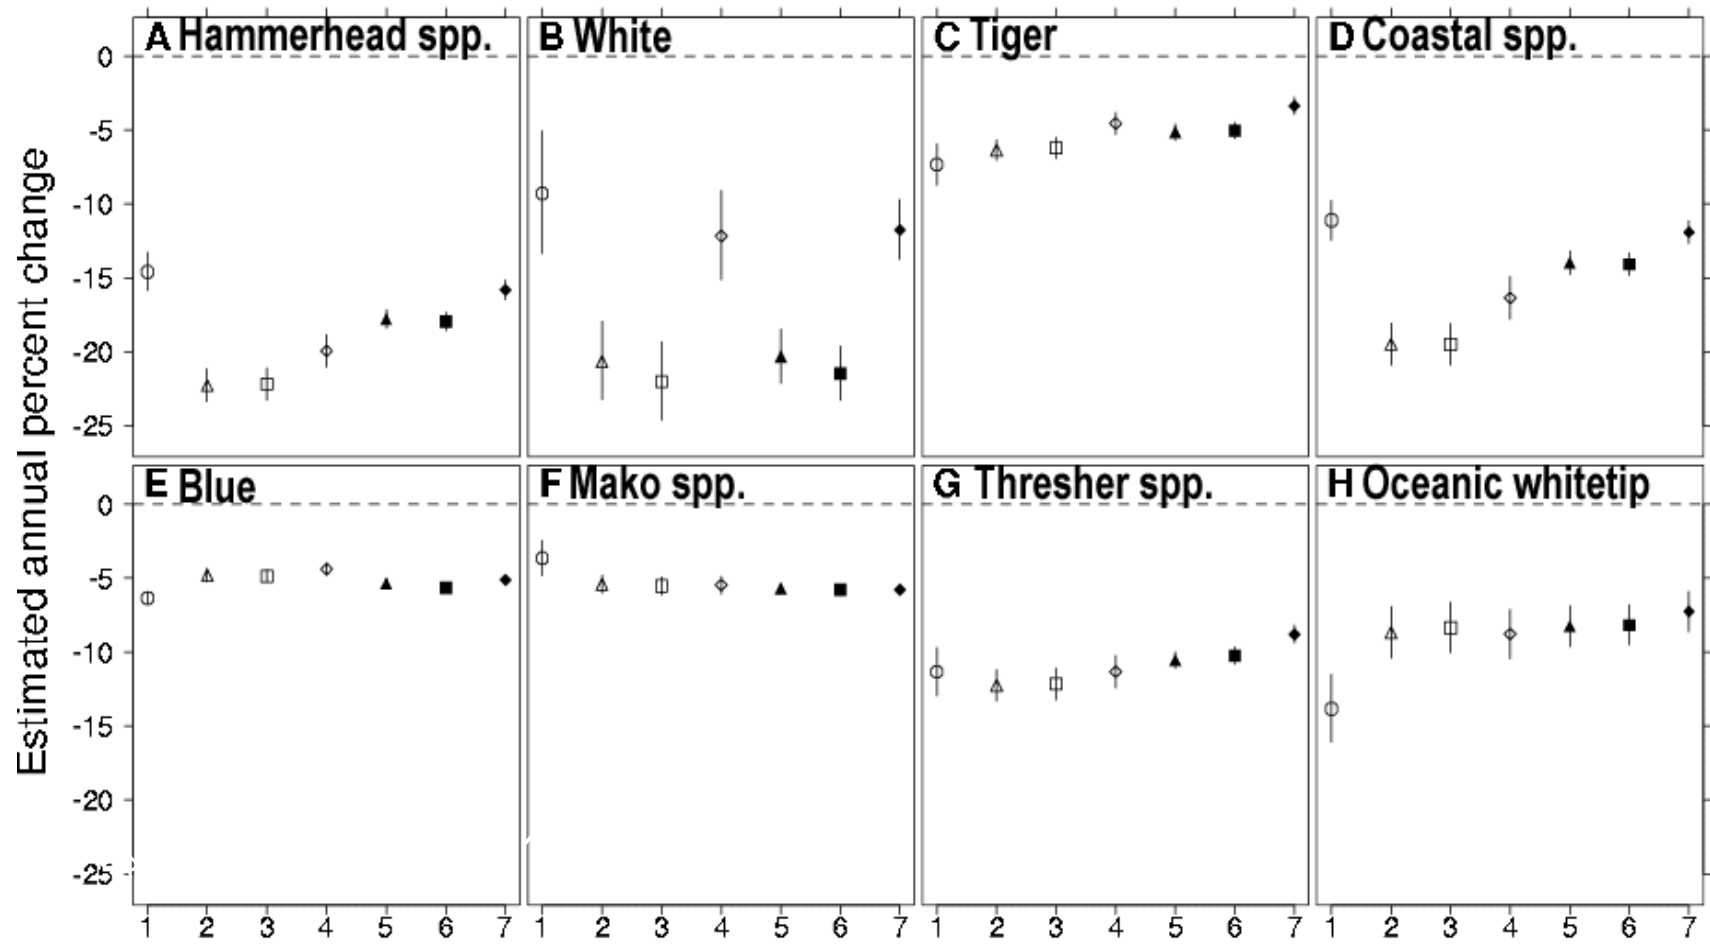 A Hammerhead spp.
B White
C Tiger
D Coastal spp.
0
-5
-10
-15
-20
-25
Estimated annual percent change
E Blue
F Mako spp.
G Thresher spp.
H Oceanic whitetip
0
-5
-10
-15
-20
-25
1 2 3 4 5 6 7
1 2 3 4 5 6 7
1 2 3 4 5 6 7
1 2 3 4 5 6 7